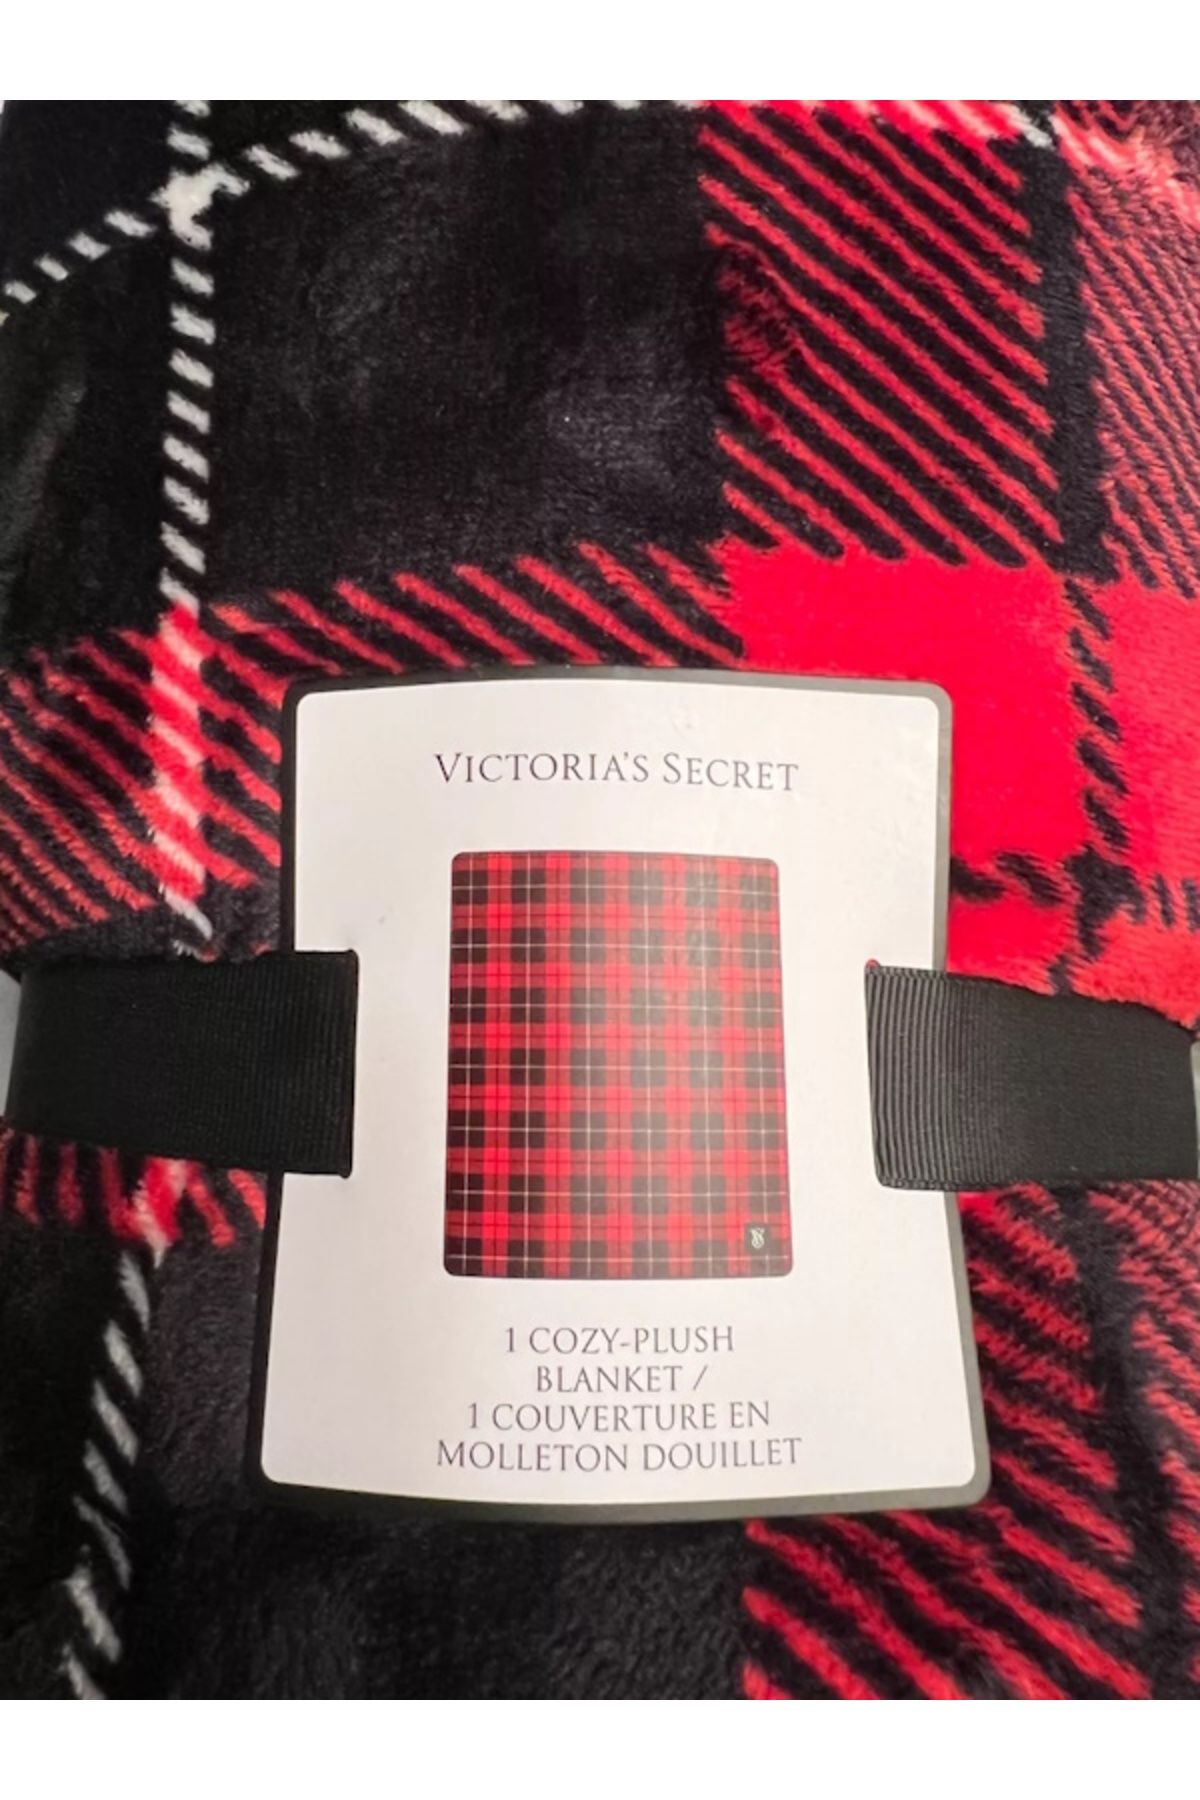 VICTORIA'S SECRET
1 COZY-PLUSH
BLANKET /
1 COUVERTURE EN
MOLLETON DOUILLET